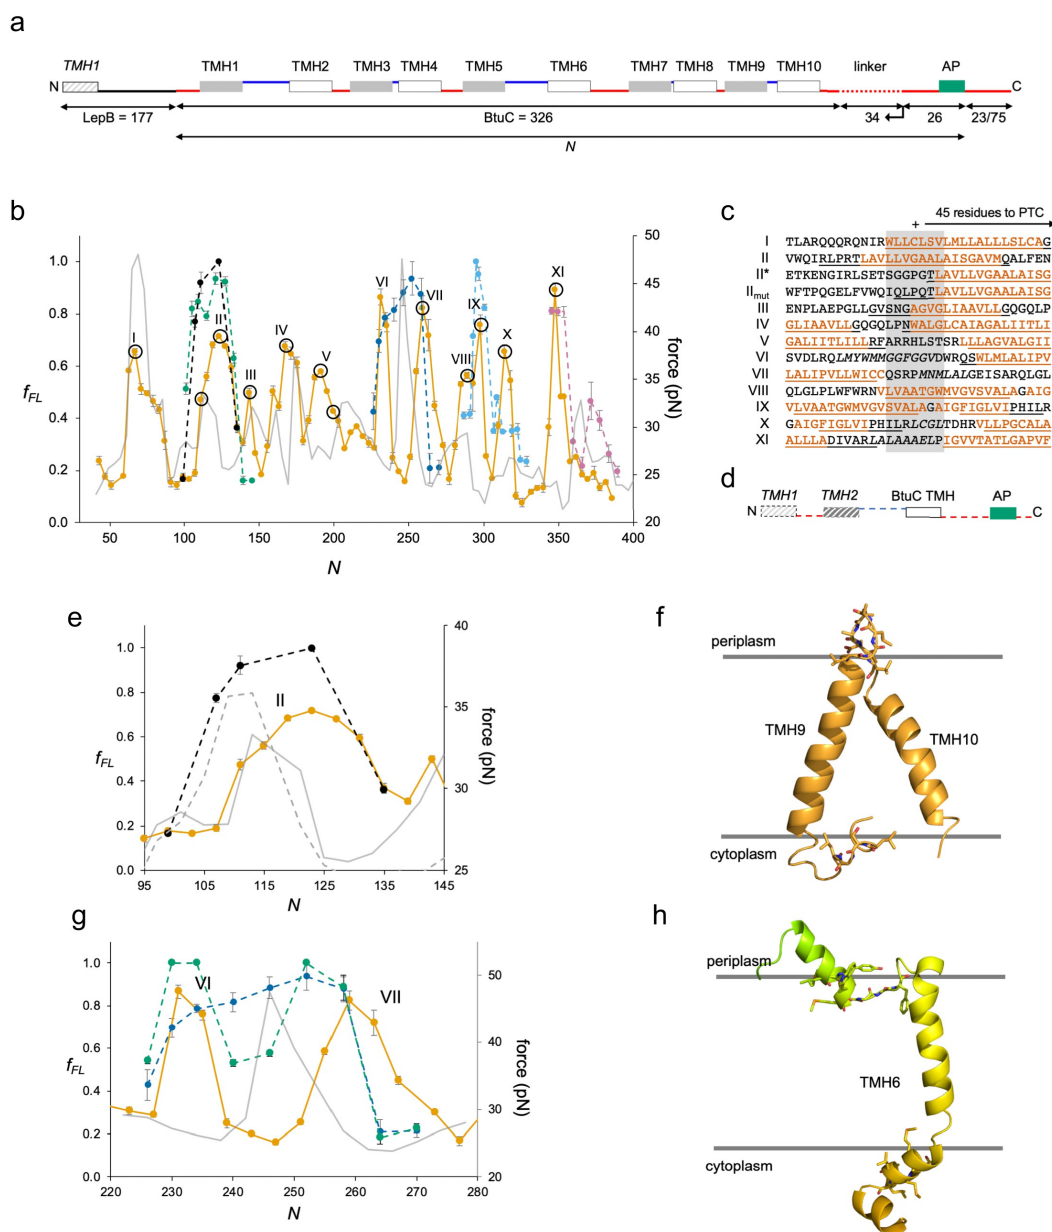 a
TMH1 TMH1 TMH2 TMH3 TMH4 TMH5 TMH6 TMH7 TMH8 TMH9 TMH10 linker AP
N C
LepB = 177 BtuC = 326 34 26 23/75
N
b
50
45
40
35
30
25
20
force (pN)
1.0
0.8
0.6
0.4
0.2
0.0
fFL
I II III IV V VI VII VIII IX X XI
0 50 100 150 200 250 300 350 400
N
c
45 residues to PTC
+
I TLARQQQRQNIRWLLCLSVLMLLALLLSLCAG
II VWQIRLPRTLAVLLVGAALAISGAVMQALFEN
II* ETKENGIRLSETSGGPGTLAVLLVGAALAISG
IImut WFTPQGELFVWQIQLPQTLAVLLVGAALAISG
III ENPLAEPGLLGVSNGAGVGLIAAVLLGQGQLP
IV GLIAAVLLGQGQLPNWALGLCAIAGALIITLI
V GALIITLILLRFARRHLSTSRLLLAGVALGII
VI SVDLRQLMYWMMGGFGGVDWRQSWLMLALIPV
VII LALIPVLLWICCQSRPMNMLALGEISARQLGL
VIII QLGLPLWFWRNVLVAATGWMVGVSVALAGAIG
IX VLVAATGWMVGVSVALAGAIGFIGLVIPHILR
X GAIGFIGLVIPHILRLCGLTDHRVLLPGCALA
XI ALLLADIVARLALAAAELPIGVVTATLGAPVF
d
TMH1 TMH2 BtuC TMH AP
N C
e
40
35
30
25
force (pN)
1.0
0.8
0.6
0.4
0.2
0.0
fFL
II
95 105 115 125 135 145
N
f
periplasm
TMH9
TMH10
cytoplasm
g
1.0
0.8
0.6
0.4
0.2
0.0
fFL
VI VII
50
40
30
20
force (pN)
220 230 240 250 260 270 280
N
h
periplasm
TMH6
cytoplasm